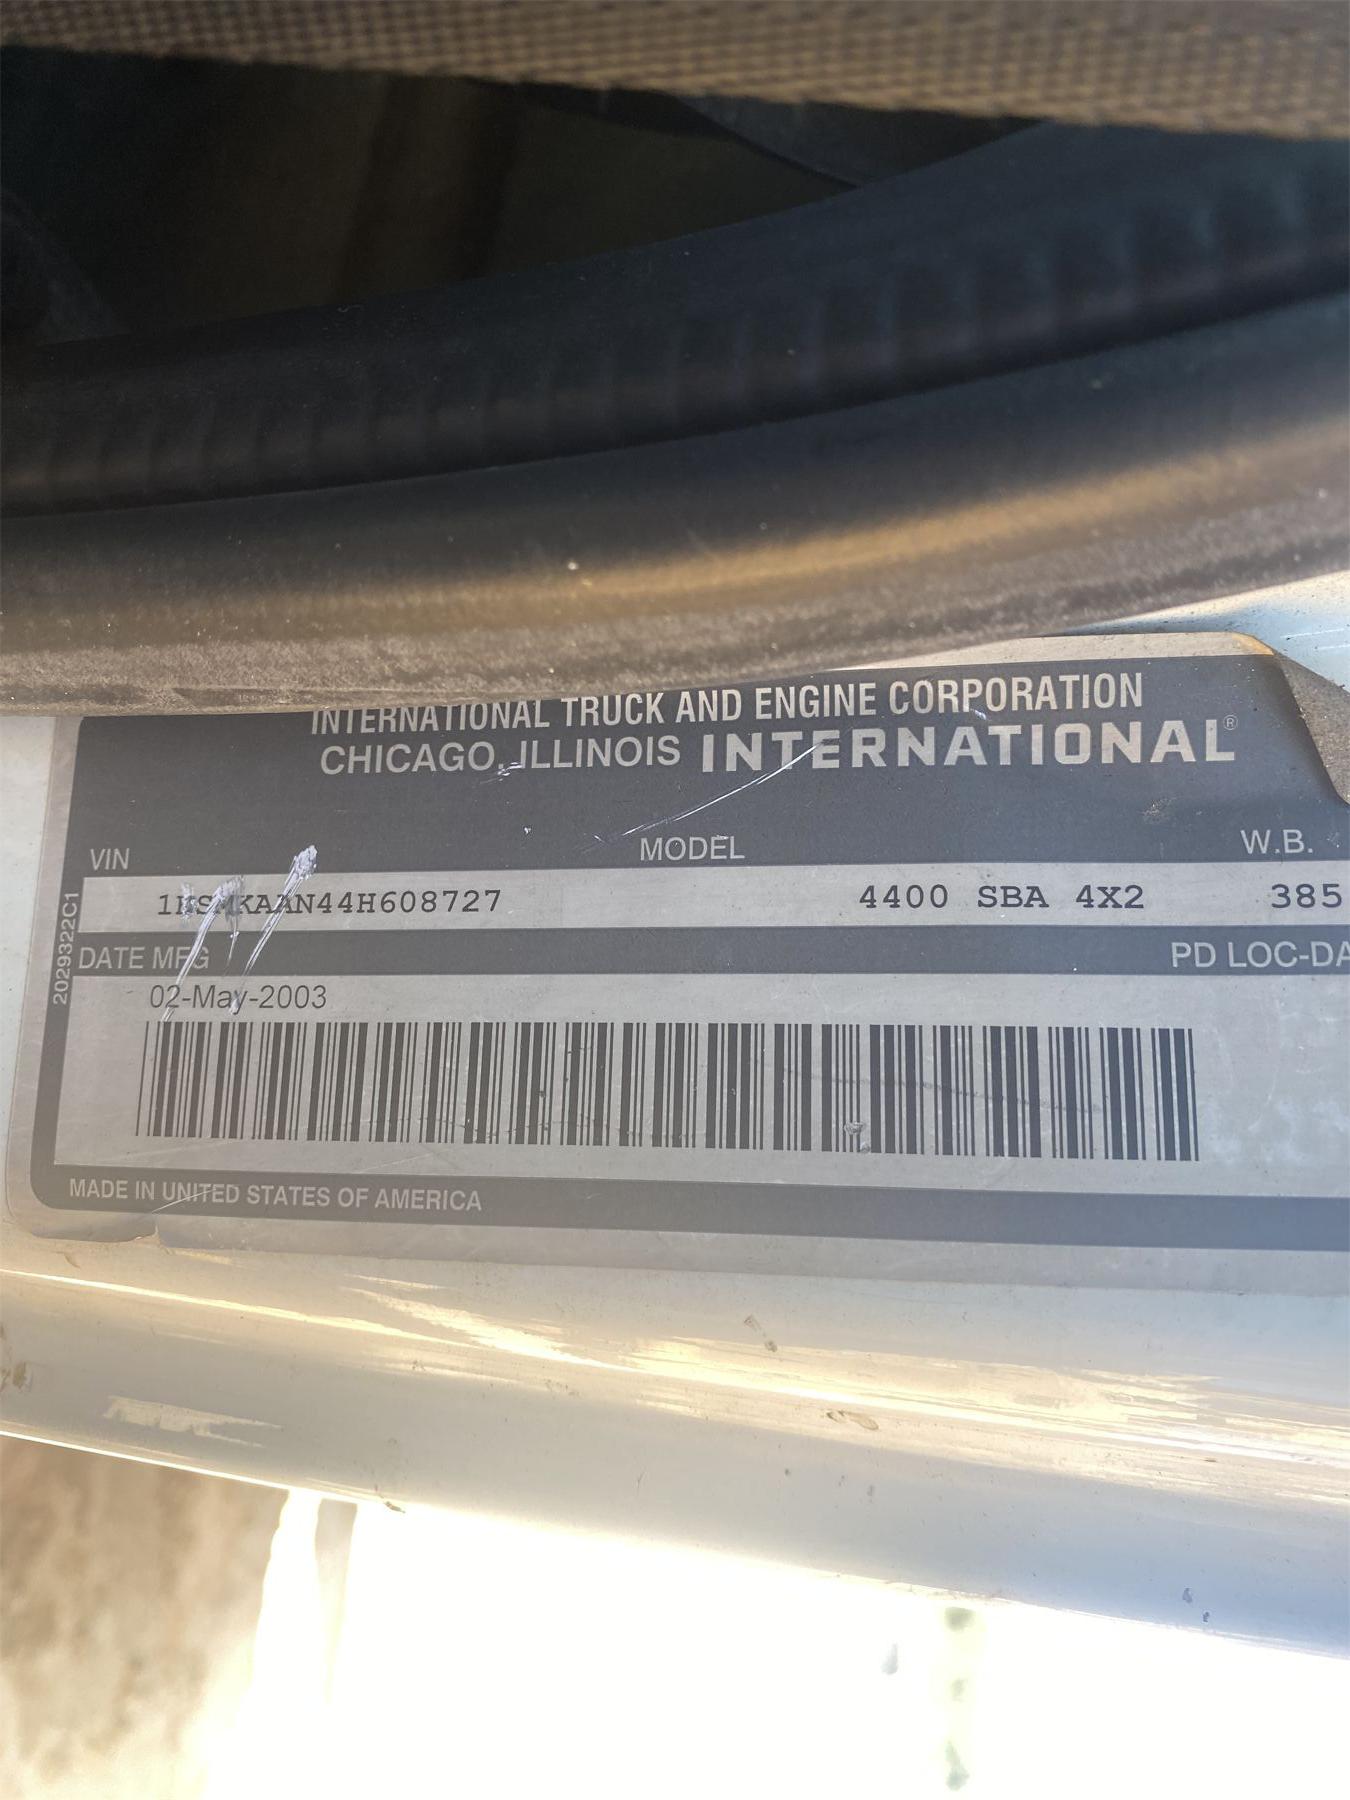 INTERNATIONAL TRUCK AND ENGINE CORPORATION
CHICAGO, ILLINOIS INTERNATIONAL®
VIN MODEL W.B.
1HSMKAAN44H608727 4400 SBA 4X2 385
DATE MFG PD LOC-DA
02-May-2003
2029322C1
MADE IN UNITED STATES OF AMERICA